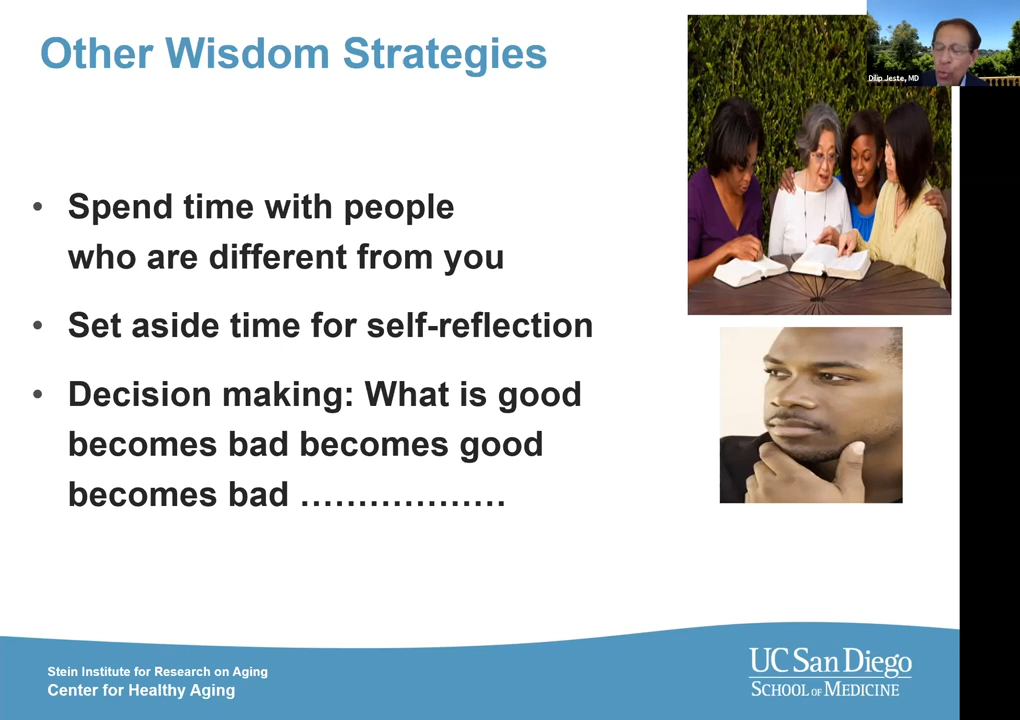 Other Wisdom Strategies
Dilip Jeste, MD
• Spend time with people
who are different from you
• Set aside time for self-reflection
• Decision making: What is good
becomes bad becomes good
becomes bad ………………
Stein Institute for Research on Aging
Center for Healthy Aging
UC San Diego
SCHOOL OF MEDICINE